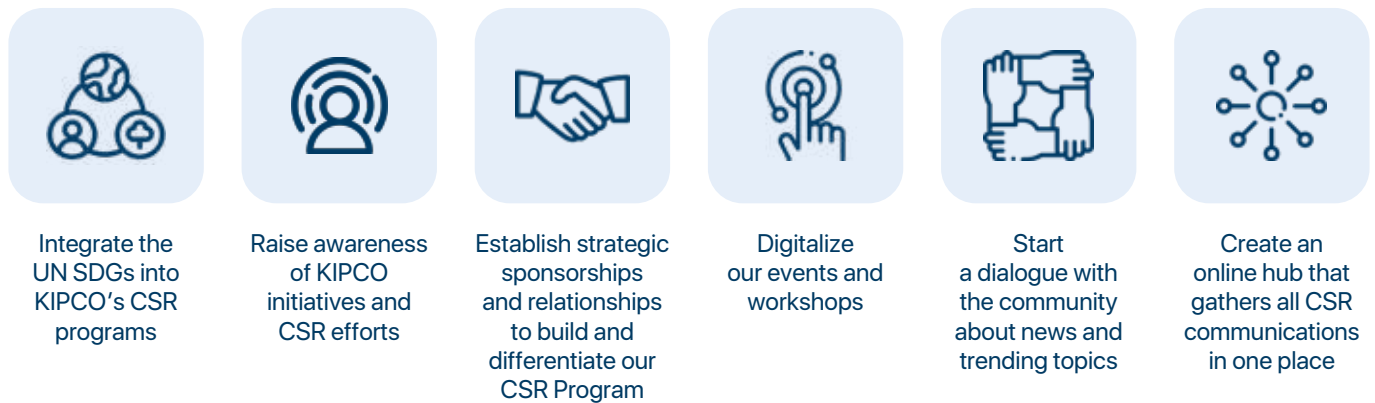 Integrate the
UN SDGs into
KIPCO’s CSR
programs
Raise awareness
of KIPCO
initiatives and
CSR efforts
Establish strategic
sponsorships
and relationships
to build and
differentiate our
CSR Program
Digitalize
our events and
workshops
Start
a dialogue with
the community
about news and
trending topics
Create an
online hub that
gathers all CSR
communications
in one place